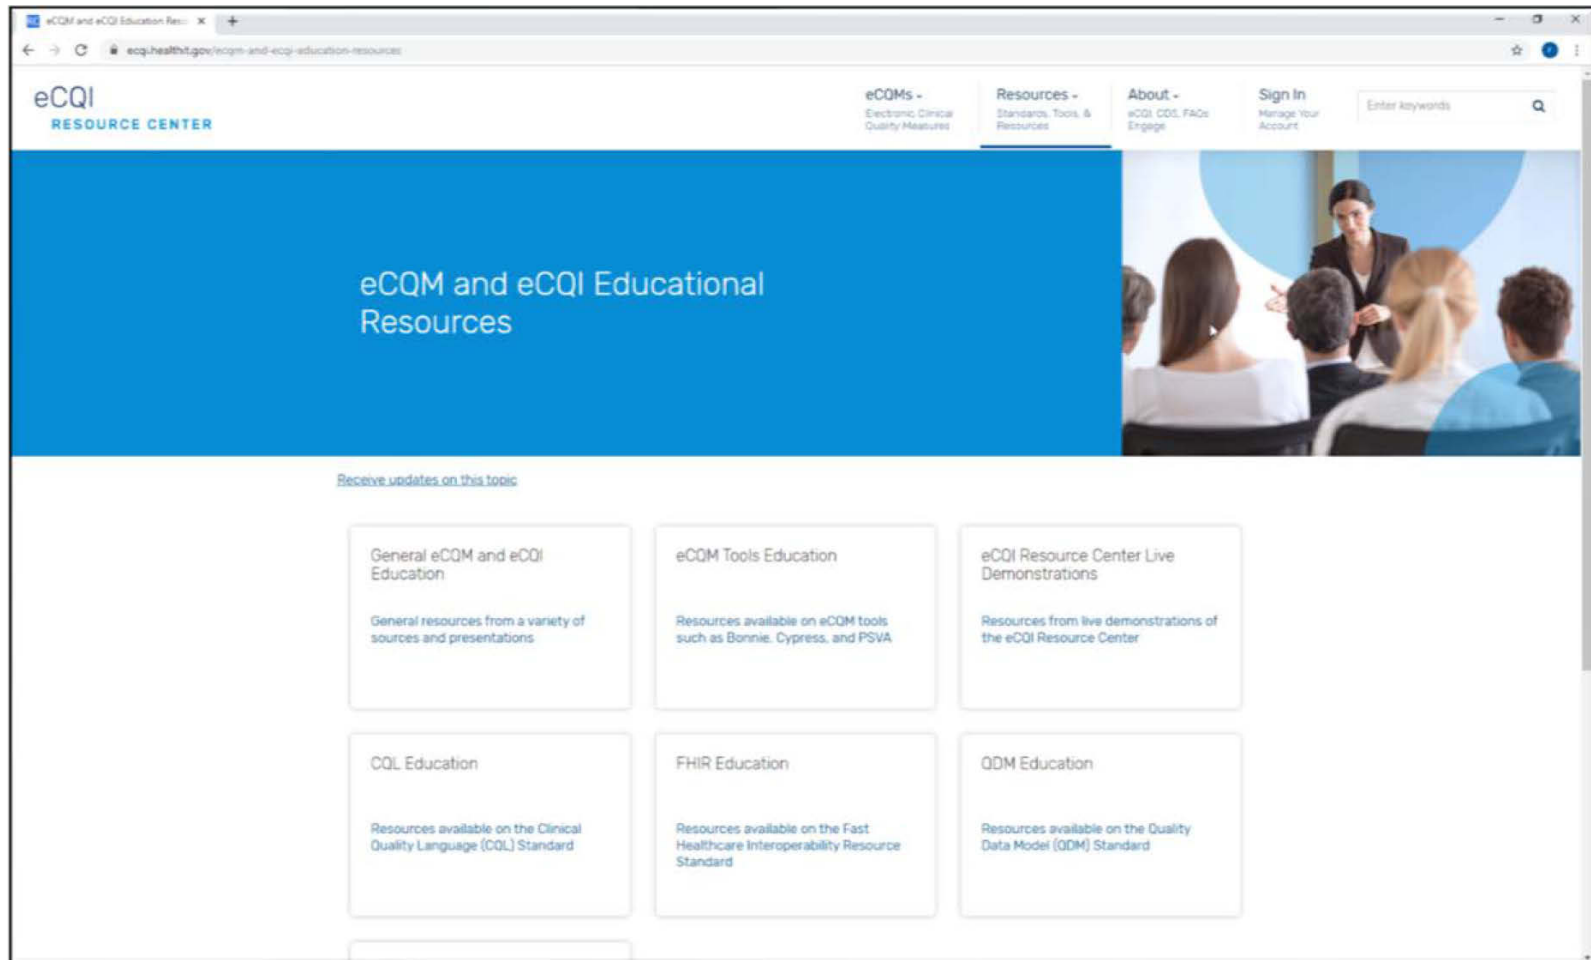 eCQM and eCQI Education Reso
ecqi.healthit.gov/ecqm-and-ecqi-education-resources
eCQI
RESOURCE CENTER
eCQMs
Electronic Clinical
Quality Measures
Resources
Standards, Tools, &
Resources
About
eCQI, CDS, FAQs
Engage
Sign In
Manage Your
Account
Enter keywords
eCQM and eCQI Educational
Resources
Receive updates on this topic
General eCQM and eCQI
Education
General resources from a variety of
sources and presentations
eCQM Tools Education
Resources available on eCQM tools
such as Bonnie, Cypress, and PSVA
eCQI Resource Center Live
Demonstrations
Resources from live demonstrations of
the eCQI Resource Center
CQL Education
Resources available on the Clinical
Quality Language (CQL) Standard
FHIR Education
Resources available on the Fast
Healthcare Interoperability Resource
Standard
QDM Education
Resources available on the Quality
Data Model (QDM) Standard